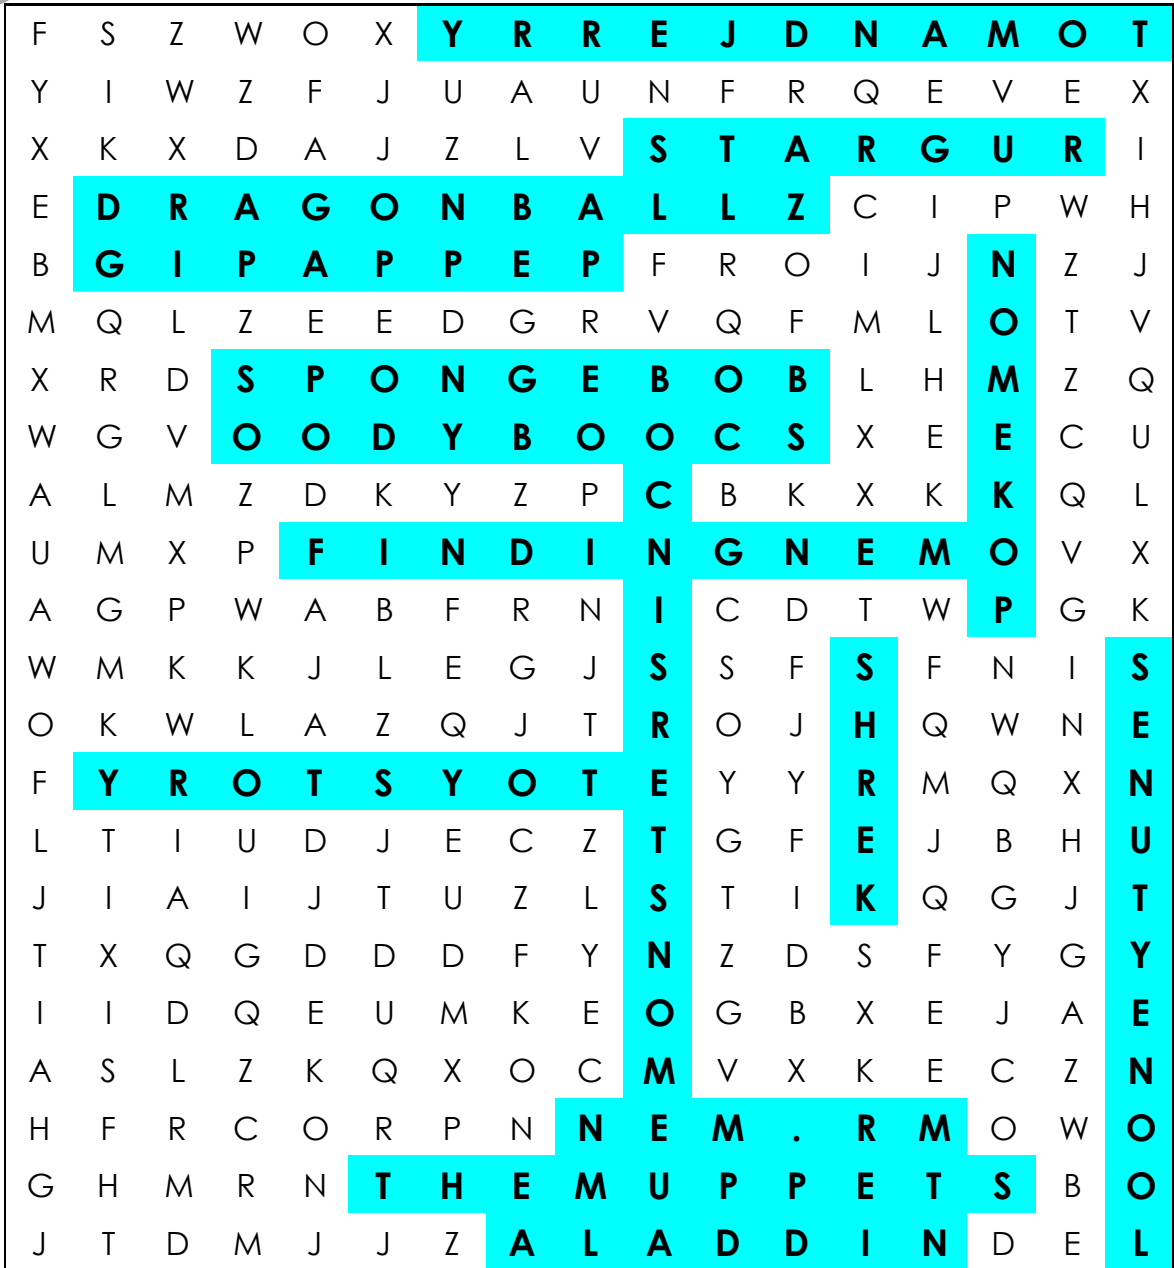 F S Z W O X Y R R E J D N A M O T
Y I W Z F J U A U N F R Q E V E X
X K X D A J Z L V S T A R G U R I
E D R A G O N B A L L Z C I P W H
B G I P A P P E P F R O I J N Z J
M Q L Z E E D G R V Q F M L O T V
X R D S P O N G E B O B L H M Z Q
W G V O O D Y B O O C S X E E C U
A L M Z D K Y Z P C B K X K K Q L
U M X P F I N D I N G N E M O V X
A G P W A B F R N I C D T W P G K
W M K K J L E G J S S F S F N I S
O K W L A Z Q J T R O J H Q W N E
F Y R O T S Y O T E Y Y R M Q X N
L T I U D J E C Z T G F E J B H U
J I A I J T U Z L S T I K Q G J T
T X Q G D D D F Y N Z D S F Y G Y
I I D Q E U M K E O G B X E J A E
A S L Z K Q X O C M V X K E C Z N
H F R C O R P N N E M . R M O W O
G H M R N T H E M U P P E T S B O
J T D M J J Z A L A D D I N D E L